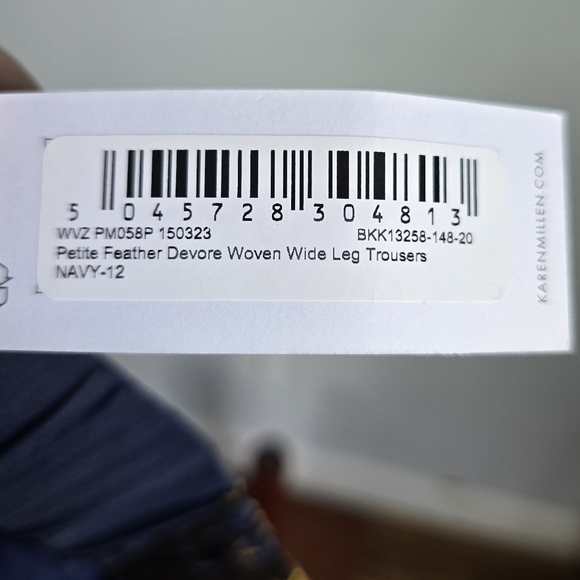 5 045728 304813
WVZ PM058P 150323 BKK13258-148-20
Petite Feather Devore Woven Wide Leg Trousers
NAVY-12
KARENMILLEN.COM